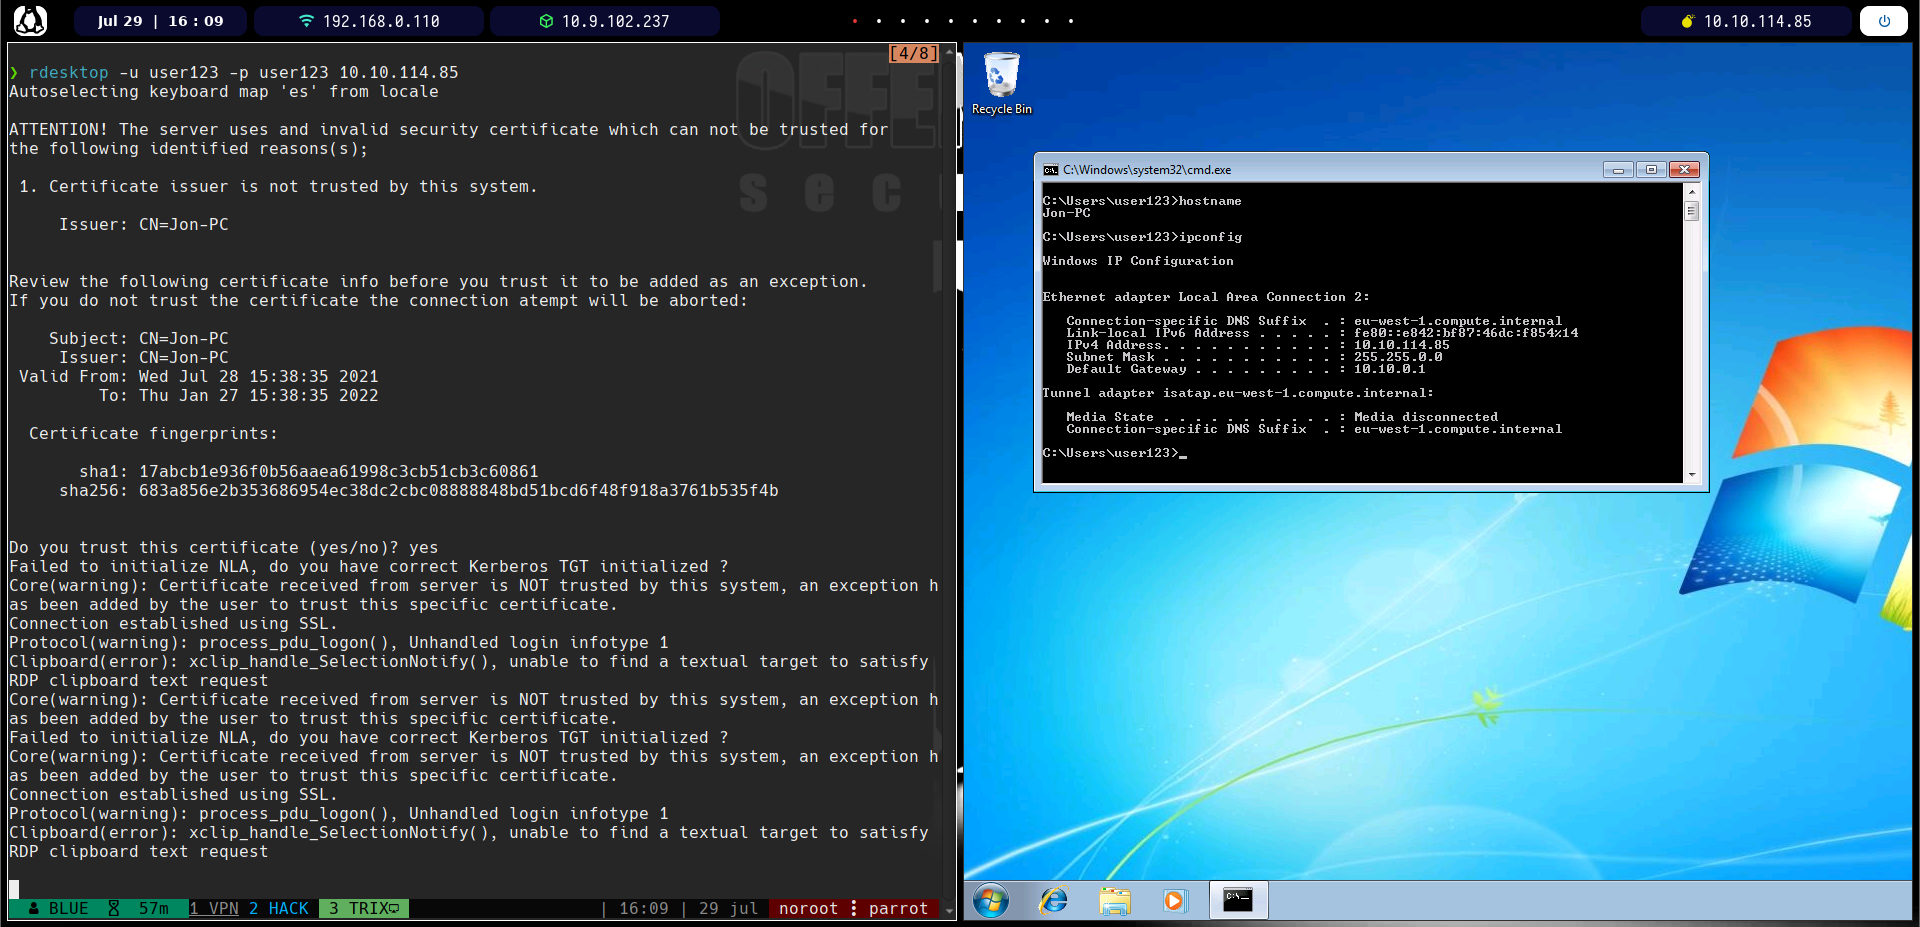 Jul 29 | 16 : 09
192.168.0.110
10.9.102.237
10.10.114.85
[4/8]
❯ rdesktop -u user123 -p user123 10.10.114.85
Autoselecting keyboard map 'es' from locale
ATTENTION! The server uses and invalid security certificate which can not be trusted for
the following identified reasons(s);
1. Certificate issuer is not trusted by this system.
Issuer: CN=Jon-PC
Review the following certificate info before you trust it to be added as an exception.
If you do not trust the certificate the connection atempt will be aborted:
Subject: CN=Jon-PC
Issuer: CN=Jon-PC
Valid From: Wed Jul 28 15:38:35 2021
To: Thu Jan 27 15:38:35 2022
Certificate fingerprints:
sha1: 17abcb1e936f0b56aaea61998c3cb51cb3c60861
sha256: 683a856e2b353686954ec38dc2cbc08888848bd51bcd6f48f918a3761b535f4b
Do you trust this certificate (yes/no)? yes
Failed to initialize NLA, do you have correct Kerberos TGT initialized ?
Core(warning): Certificate received from server is NOT trusted by this system, an exception h
as been added by the user to trust this specific certificate.
Connection established using SSL.
Protocol(warning): process_pdu_logon(), Unhandled login infotype 1
Clipboard(error): xclip_handle_SelectionNotify(), unable to find a textual target to satisfy
RDP clipboard text request
Core(warning): Certificate received from server is NOT trusted by this system, an exception h
as been added by the user to trust this specific certificate.
Failed to initialize NLA, do you have correct Kerberos TGT initialized ?
Core(warning): Certificate received from server is NOT trusted by this system, an exception h
as been added by the user to trust this specific certificate.
Connection established using SSL.
Protocol(warning): process_pdu_logon(), Unhandled login infotype 1
Clipboard(error): xclip_handle_SelectionNotify(), unable to find a textual target to satisfy
RDP clipboard text request
BLUE 57m 1 VPN 2 HACK 3 TRIX | 16:09 | 29 jul noroot parrot
OFFE
sec
Recycle Bin
C:\Windows\system32\cmd.exe
C:\Users\user123>hostname
Jon-PC
C:\Users\user123>ipconfig
Windows IP Configuration
Ethernet adapter Local Area Connection 2:
Connection-specific DNS Suffix . : eu-west-1.compute.internal
Link-local IPv6 Address . . . . . : fe80::e842:bf87:46dc:f854%14
IPv4 Address. . . . . . . . . . . : 10.10.114.85
Subnet Mask . . . . . . . . . . . : 255.255.0.0
Default Gateway . . . . . . . . . : 10.10.0.1
Tunnel adapter isatap.eu-west-1.compute.internal:
Media State . . . . . . . . . . . : Media disconnected
Connection-specific DNS Suffix . : eu-west-1.compute.internal
C:\Users\user123>_